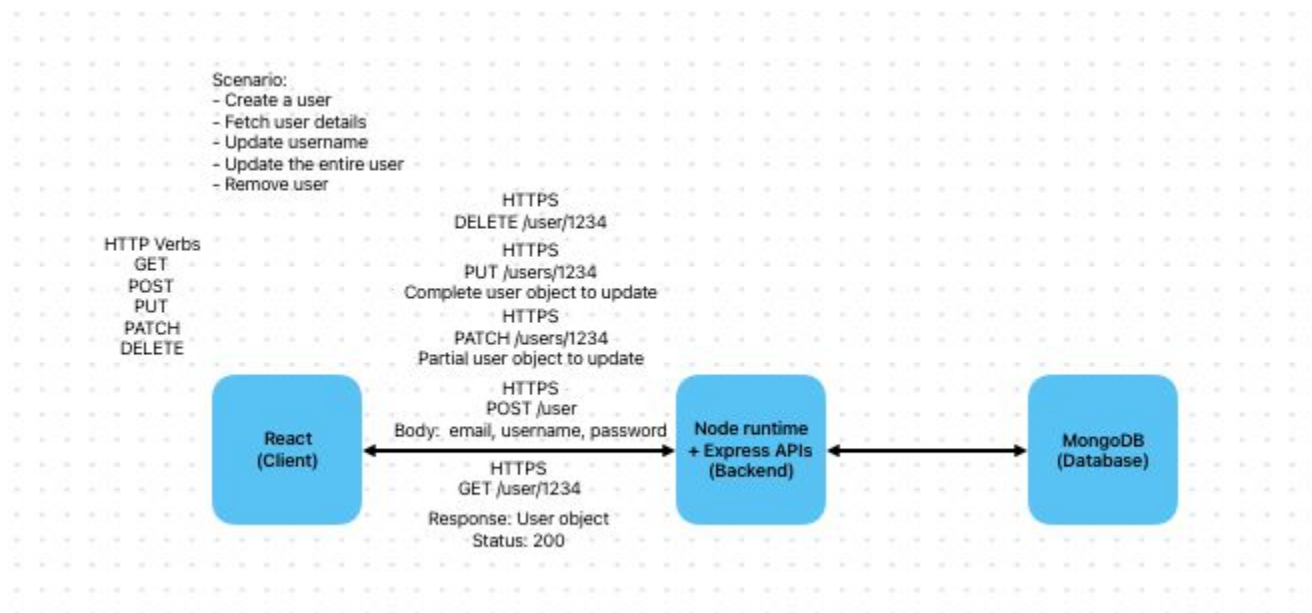 Scenario:
- Create a user
- Fetch user details
- Update username
- Update the entire user
- Remove user
HTTP Verbs
GET
POST
PUT
PATCH
DELETE
HTTPS
DELETE /user/1234
HTTPS
PUT /users/1234
Complete user object to update
HTTPS
PATCH /users/1234
Partial user object to update
HTTPS
POST /user
Body: email, username, password
HTTPS
GET /user/1234
Response: User object
Status: 200
React
(Client)
Node runtime
+ Express APIs
(Backend)
MongoDB
(Database)